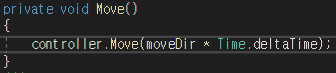 private void Move()
{
controller.Move(moveDir * Time.deltaTime);
}